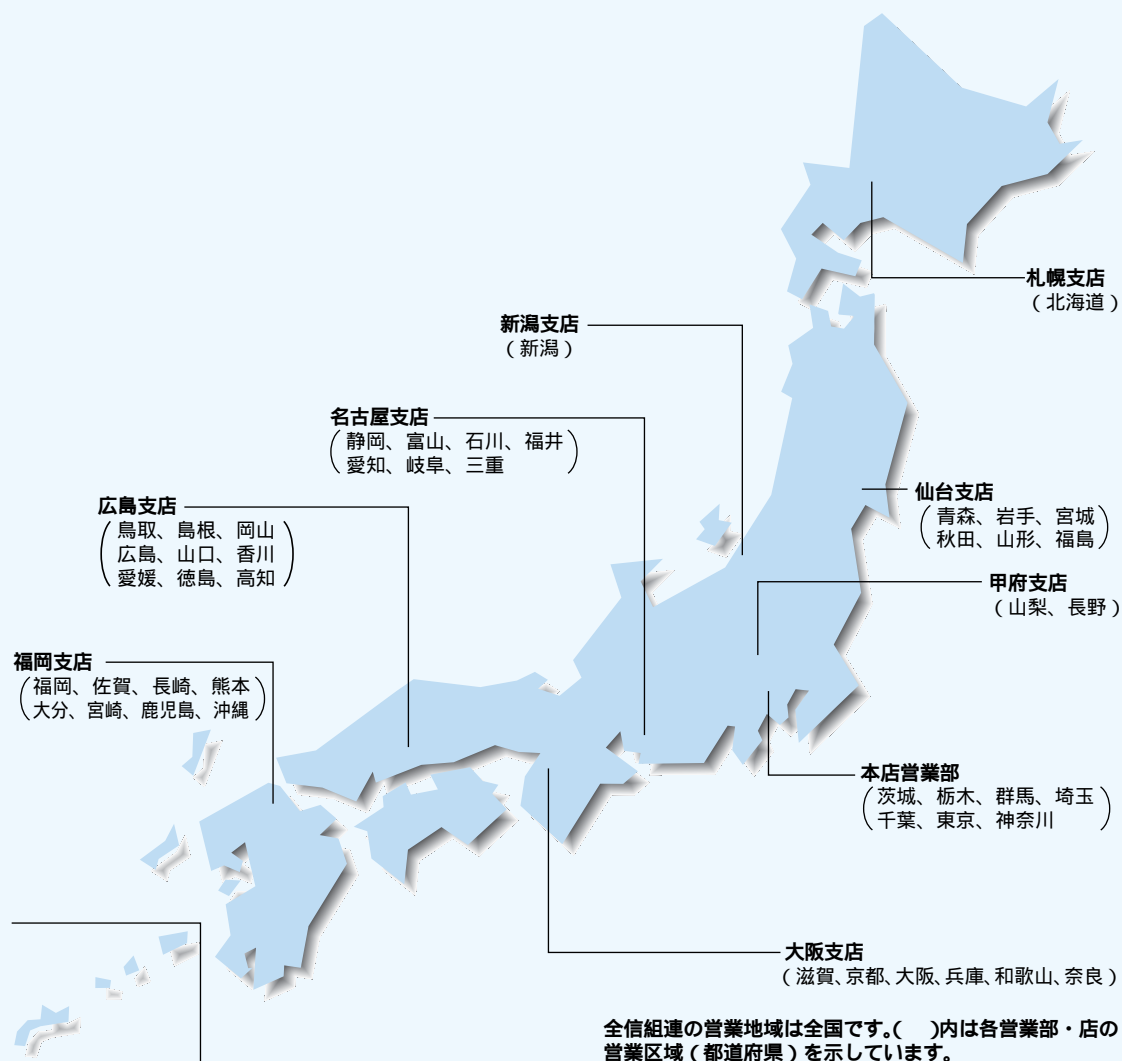 札幌支店
（北海道）
新潟支店
（新潟）
名古屋支店
（静岡、富山、石川、福井
愛知、岐阜、三重）
広島支店
（鳥取、島根、岡山
広島、山口、香川
愛媛、徳島、高知）
仙台支店
（青森、岩手、宮城
秋田、山形、福島）
甲府支店
（山梨、長野）
福岡支店
（福岡、佐賀、長崎、熊本
大分、宮崎、鹿児島、沖縄）
本店営業部
（茨城、栃木、群馬、埼玉
千葉、東京、神奈川）
大阪支店
（滋賀、京都、大阪、兵庫、和歌山、奈良）
全信組連の営業地域は全国です。(　)内は各営業部・店の
営業区域（都道府県）を示しています。